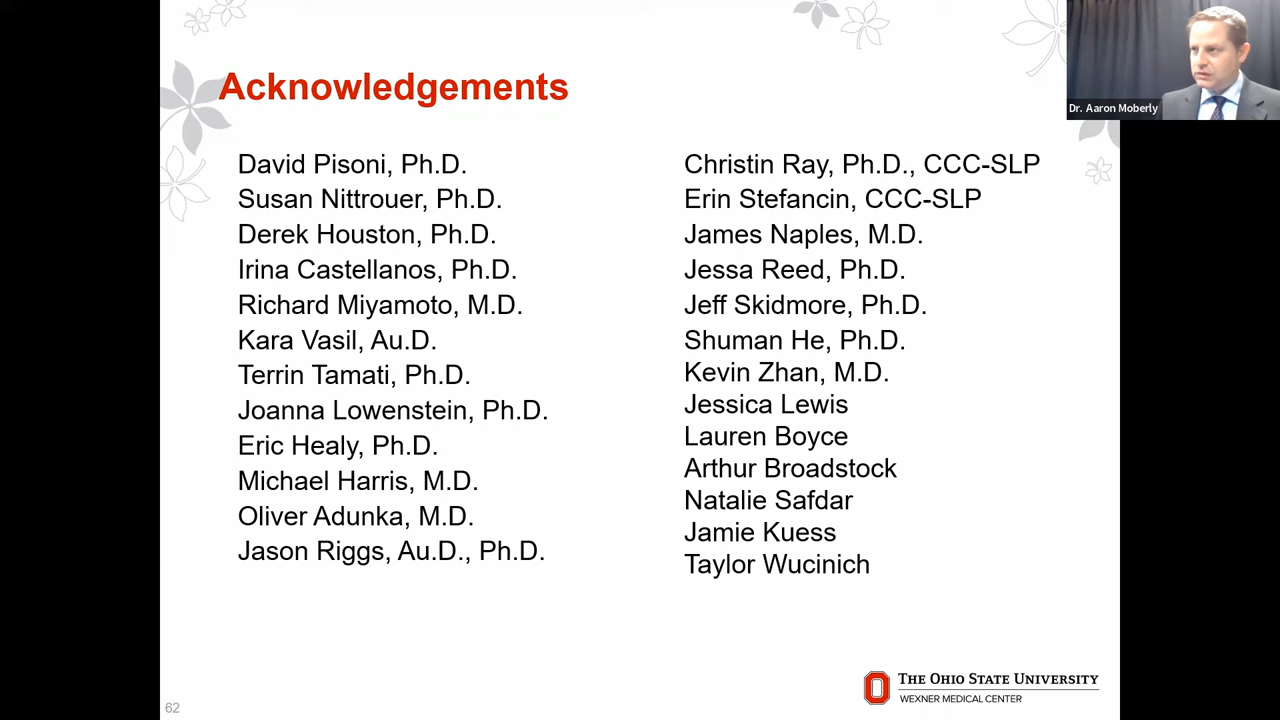 Acknowledgements
David Pisoni, Ph.D.
Susan Nittrouer, Ph.D.
Derek Houston, Ph.D.
Irina Castellanos, Ph.D.
Richard Miyamoto, M.D.
Kara Vasil, Au.D.
Terrin Tamati, Ph.D.
Joanna Lowenstein, Ph.D.
Eric Healy, Ph.D.
Michael Harris, M.D.
Oliver Adunka, M.D.
Jason Riggs, Au.D., Ph.D.
Christin Ray, Ph.D., CCC-SLP
Erin Stefancin, CCC-SLP
James Naples, M.D.
Jessa Reed, Ph.D.
Jeff Skidmore, Ph.D.
Shuman He, Ph.D.
Kevin Zhan, M.D.
Jessica Lewis
Lauren Boyce
Arthur Broadstock
Natalie Safdar
Jamie Kuess
Taylor Wucinich
Dr. Aaron Moberly
THE OHIO STATE UNIVERSITY
WEXNER MEDICAL CENTER
62